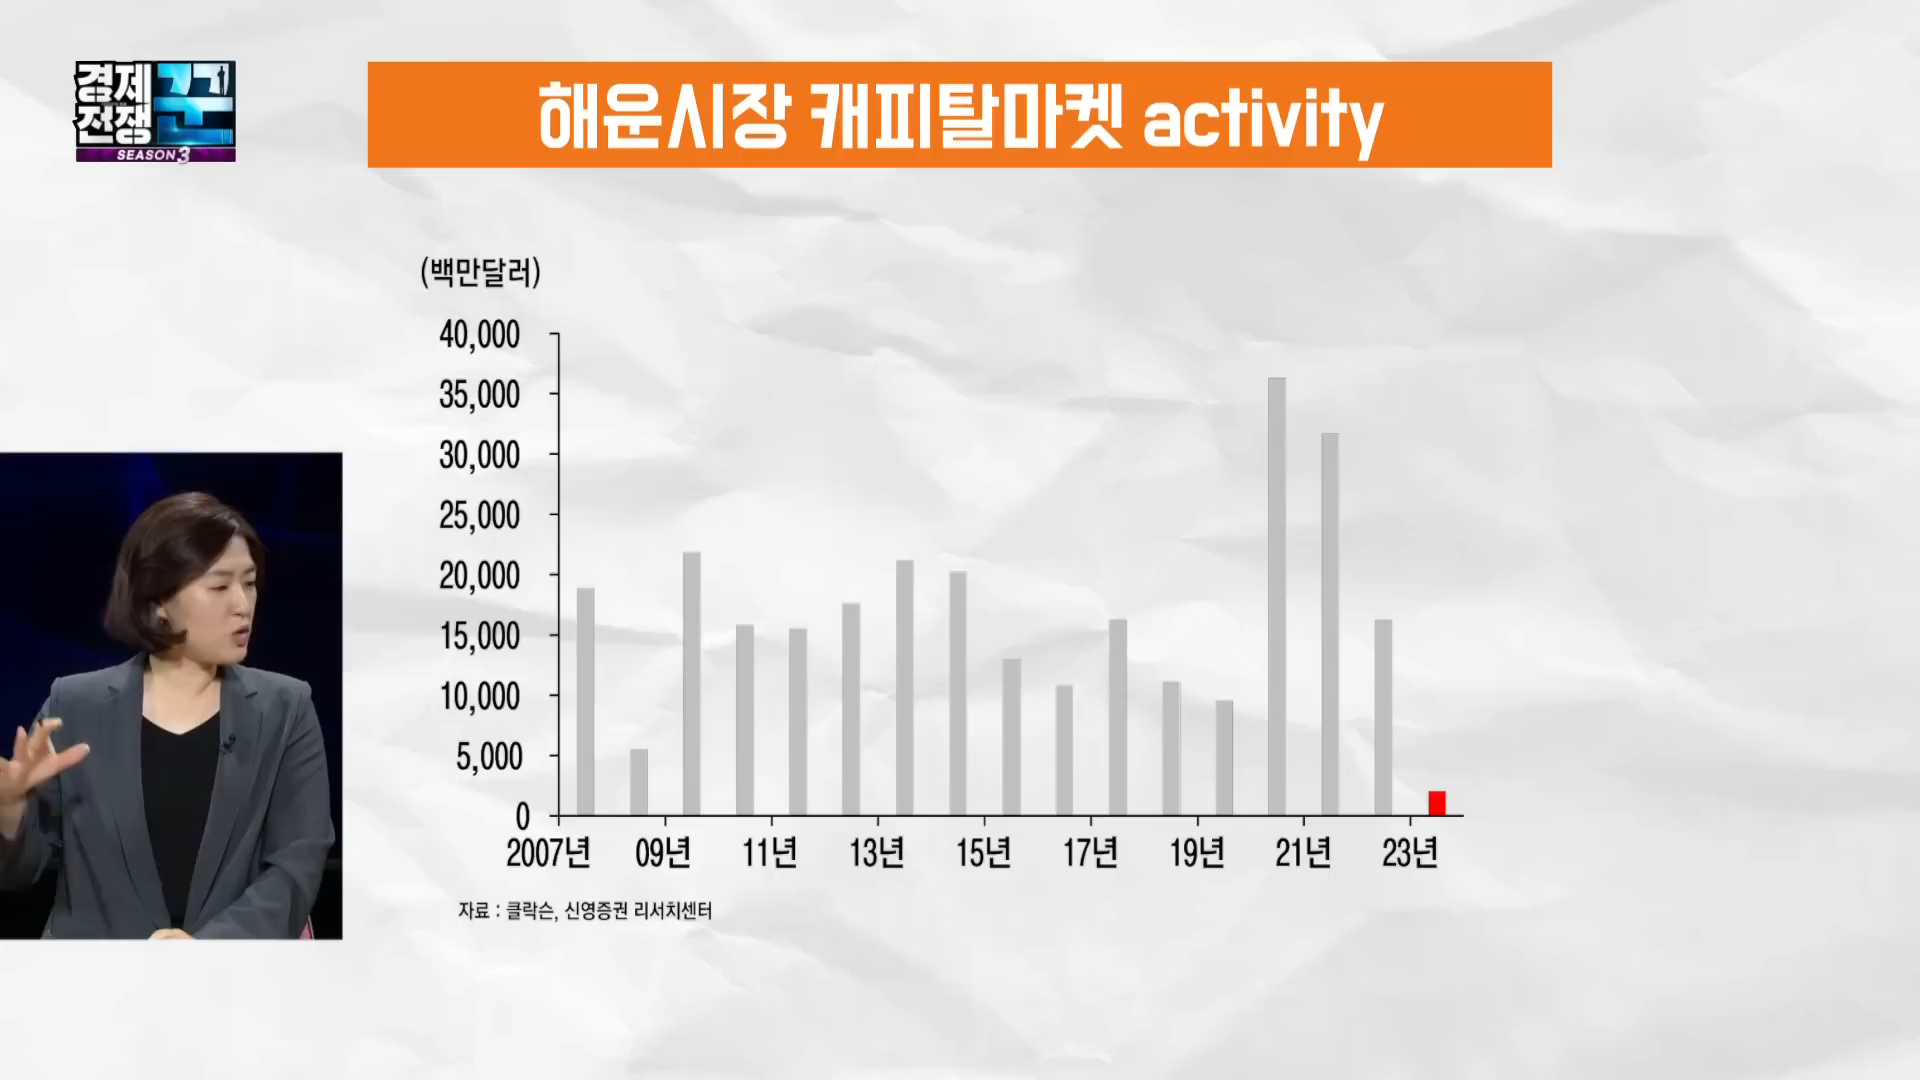 경제
전쟁 꾼
SEASON3
해운시장 캐피탈마켓 activity
(백만달러)
40,000
35,000
30,000
25,000
20,000
15,000
10,000
5,000
0
2007년 09년 11년 13년 15년 17년 19년 21년 23년
자료 : 클락슨, 신영증권 리서치센터